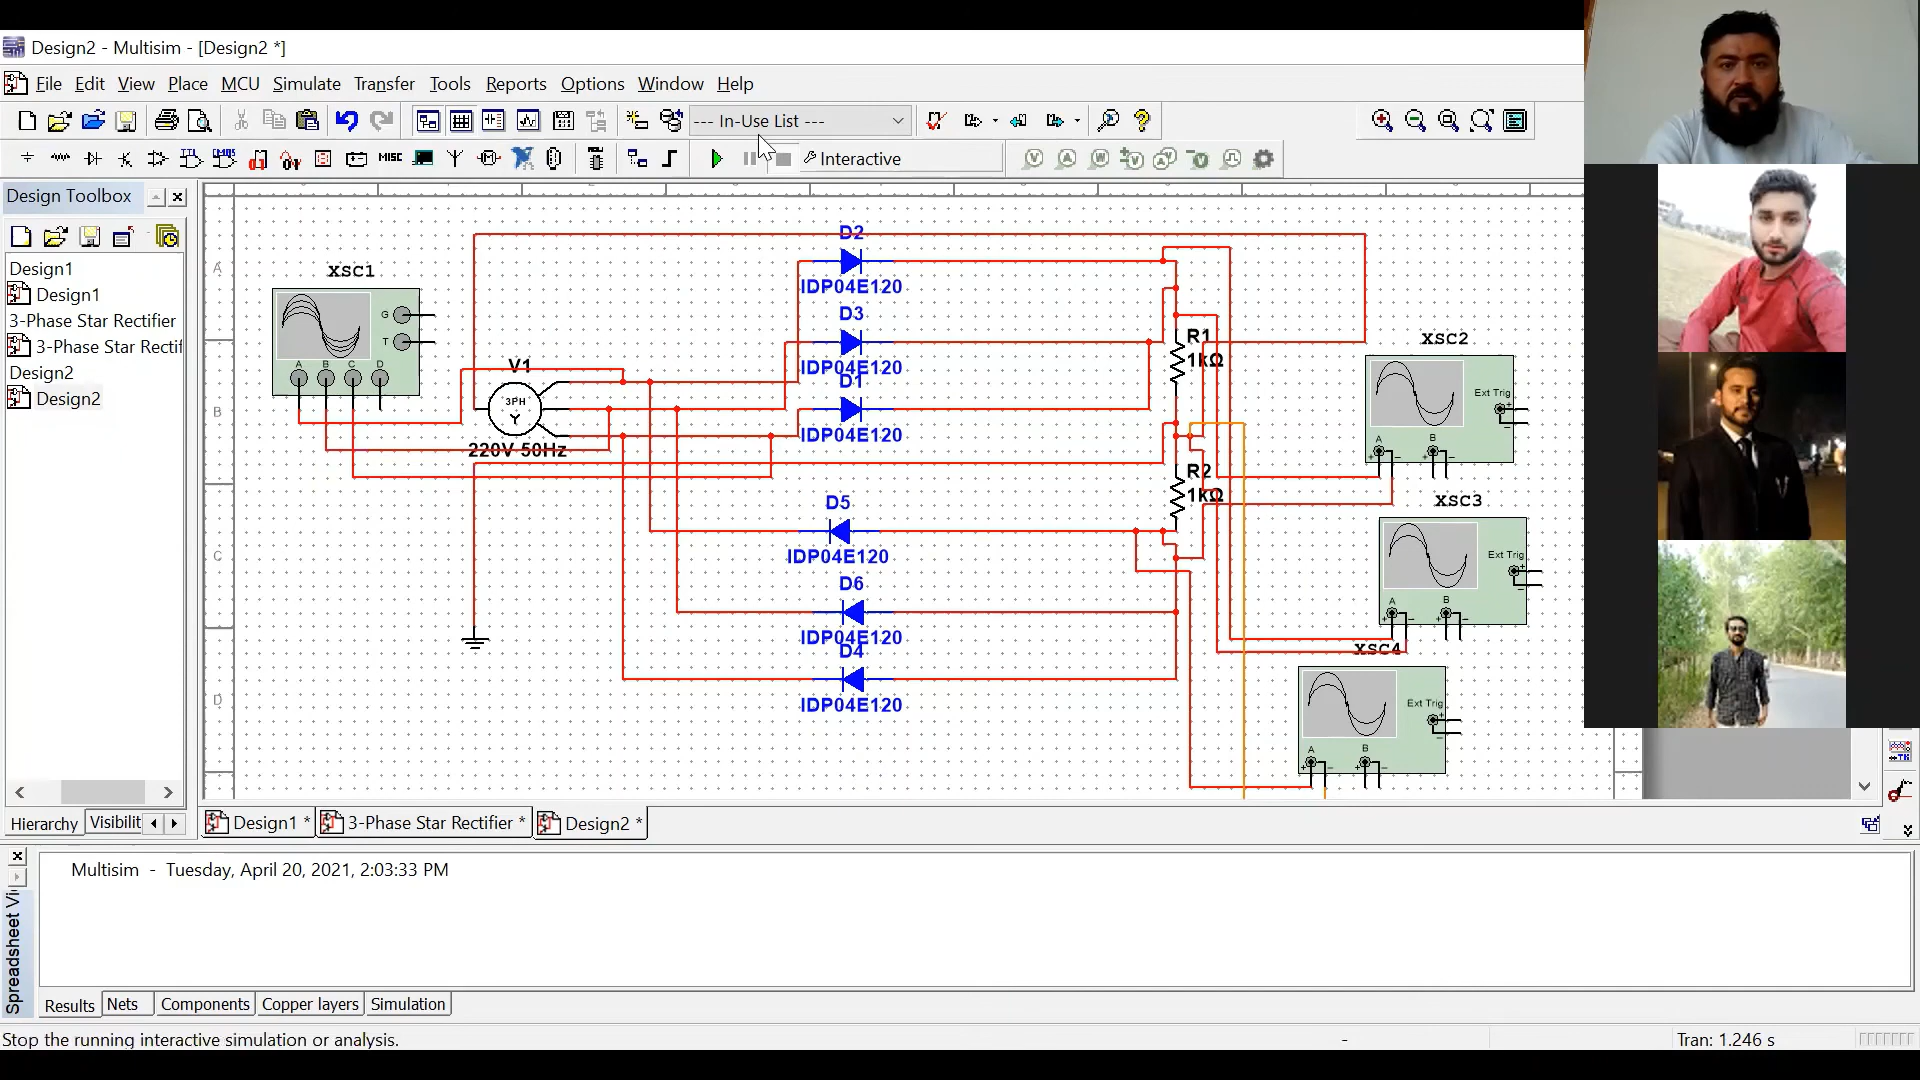 Design2 - Multisim - [Design2 *]
File Edit View Place MCU Simulate Transfer Tools Reports Options Window Help
--- In-Use List ---
MISC Interactive
Design Toolbox
Design1
Design1
3-Phase Star Rectifier
3-Phase Star Rectif
Design2
Design2
Hierarchy Visibilit
A
B
C
D
XSC1
G
T
A B C D
V1
3PH
Y
220V 50Hz
D2
IDP04E120
D3
IDP04E120
D1
IDP04E120
D5
IDP04E120
D6
IDP04E120
D4
IDP04E120
R1
1kΩ
R2
1kΩ
XSC2
Ext Trig
A B
XSC3
Ext Trig
A B
XSC4
Ext Trig
A B
Design1 * 3-Phase Star Rectifier * Design2 *
Multisim - Tuesday, April 20, 2021, 2:03:33 PM
Spreadsheet Vi
Results Nets Components Copper layers Simulation
Stop the running interactive simulation or analysis. - Tran: 1.246 s